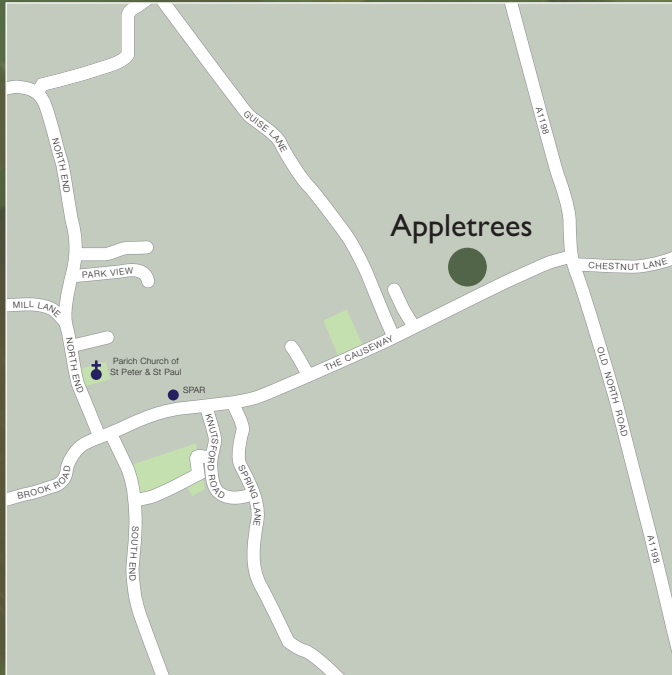 GUISE LANE
A1198
NORTH END
Appletrees
PARK VIEW
CHESTNUT LANE
MILL LANE
NORTH END
THE CAUSEWAY
Parich Church of
St Peter & St Paul
SPAR
OLD NORTH ROAD
KNUTSFORD ROAD
BROOK ROAD
SPRING LANE
SOUTH END
A1198